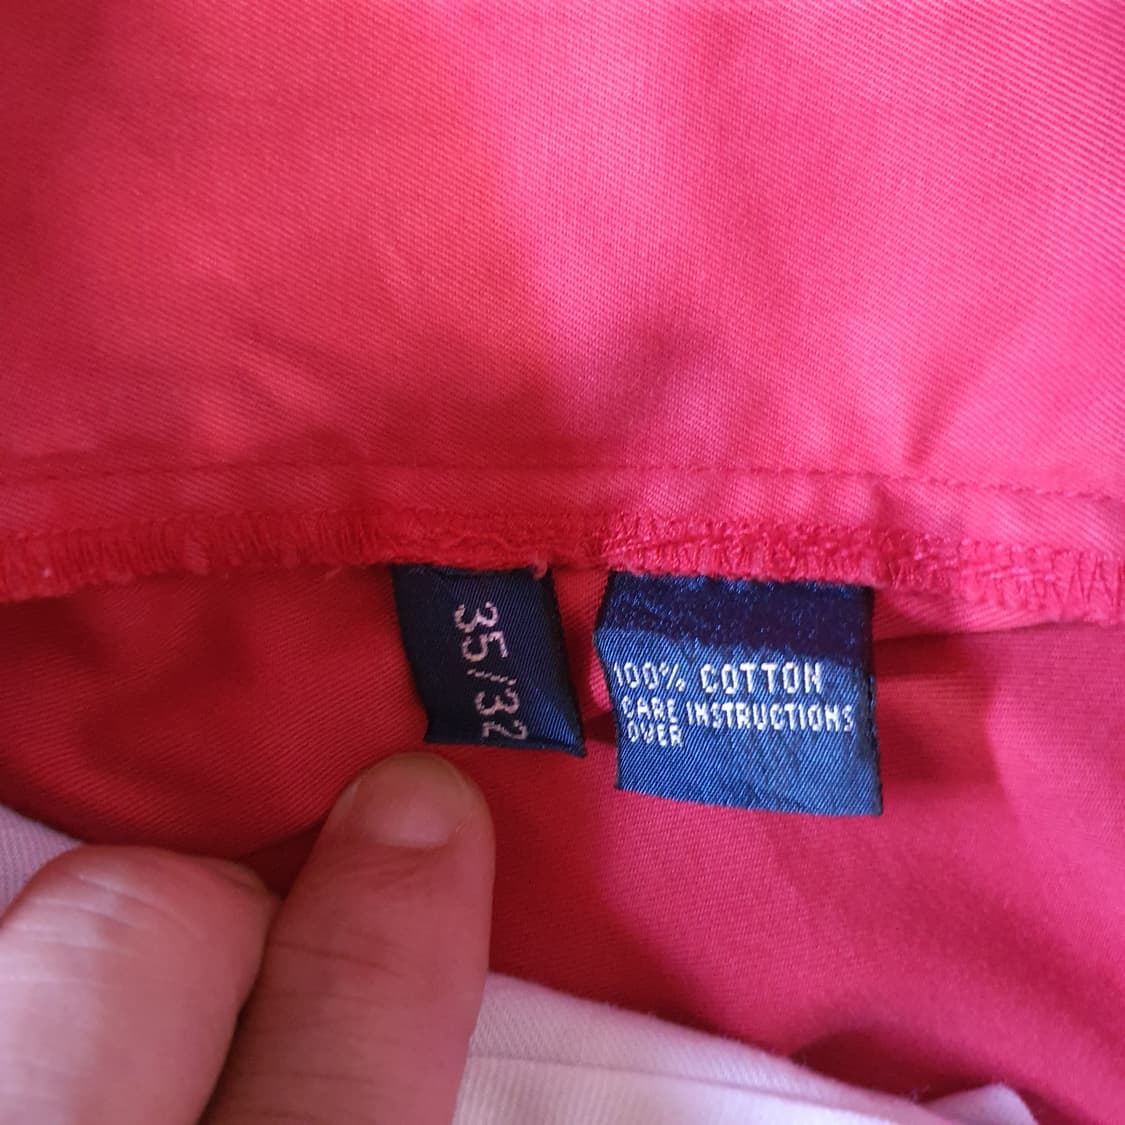 35/32
100% COTTON
CARE INSTRUCTIONS
OVER